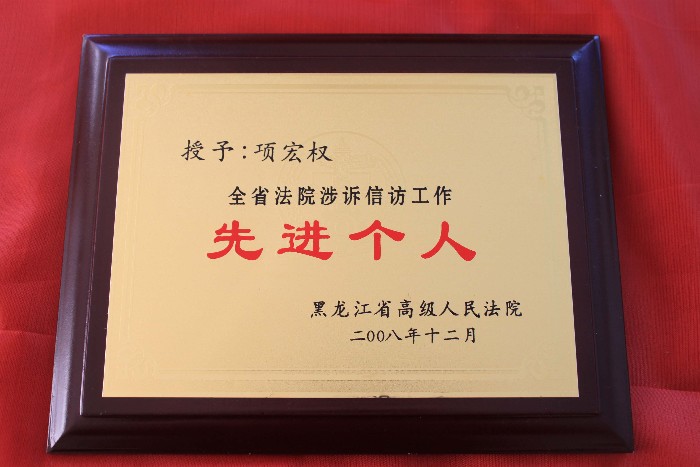 授予：项宏权
全省法院涉诉信访工作
先进个人
黑龙江省高级人民法院
二00八年十二月